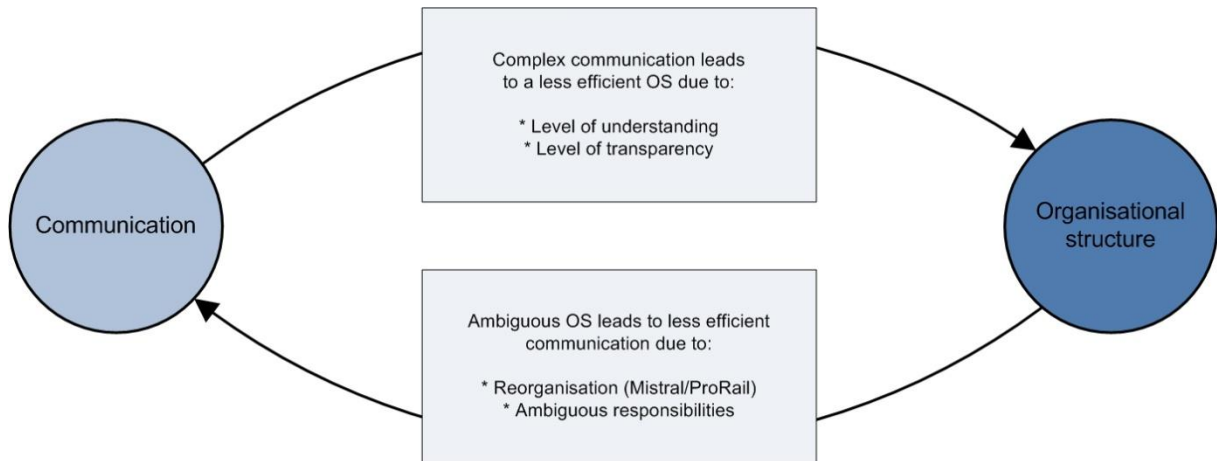 Complex communication leads
to a less efficient OS due to:
* Level of understanding
* Level of transparency
Communication
Organisational
structure
Ambiguous OS leads to less efficient
communication due to:
* Reorganisation (Mistral/ProRail)
* Ambiguous responsibilities